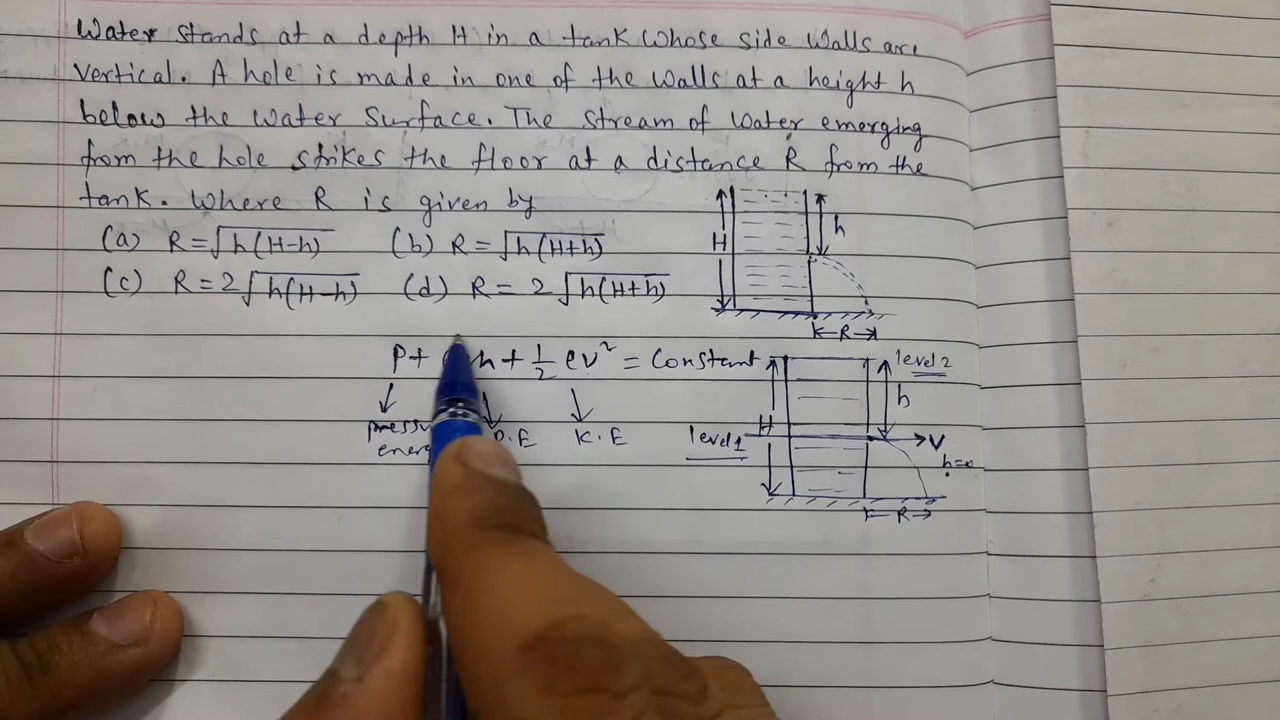 Water stands at a depth H in a tank whose side walls are
vertical. A hole is made in one of the walls at a height h
below the water surface. The stream of water emerging
from the hole strikes the floor at a distance R from the
tank. Where R is given by
(a) R=√h(H-h) (b) R=√h(H+h)
(c) R=2√h(H-h) (d) R=2√h(H+h)
H
h
R
P+ h + 1/2 ρv² = Constant
P.E K.E
level 2
h
H
level 1
V
R